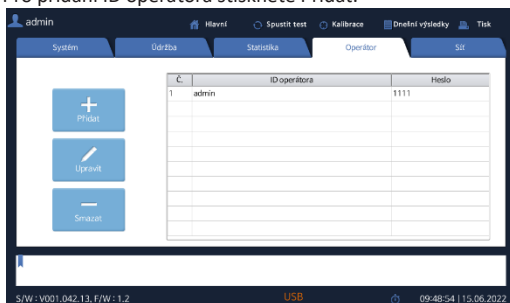 Pro přidání ID operátora stiskněte Přidat.
admin
Hlavní Spustit test Kalibrace Dnešní výsledky Tisk
Systém Údržba Statistika Operátor Síť
Č. ID operátora Heslo
1 admin 1111
Přidat
Upravit
Smazat
S/W : V001.042.13, F/W : 1.2 USB 09:48:54 | 15.06.2022